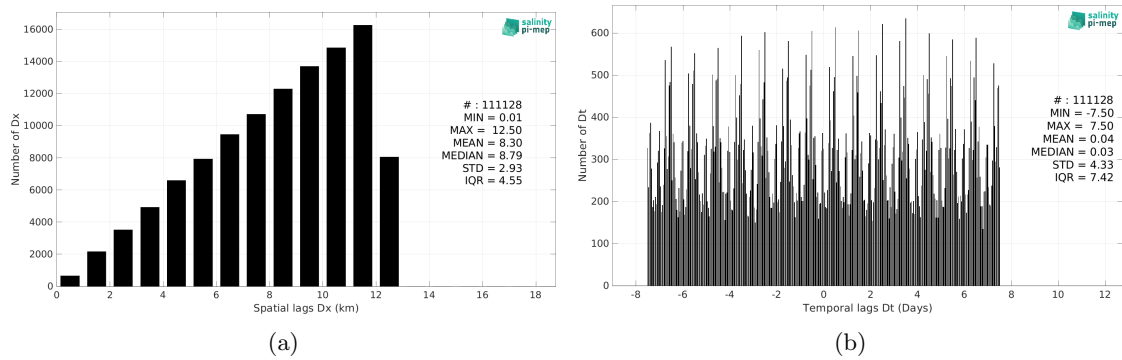 salinity
pi-mep
16000
14000
12000
10000
8000
6000
4000
2000
0
Number of Dx
# : 111128
MIN = 0.01
MAX = 12.50
MEAN = 8.30
MEDIAN = 8.79
STD = 2.93
IQR = 4.55
0 2 4 6 8 10 12 14 16 18
Spatial lags Dx (km)
(a)
salinity
pi-mep
600
500
400
300
200
100
0
Number of Dt
# : 111128
MIN = -7.50
MAX = 7.50
MEAN = 0.04
MEDIAN = 0.03
STD = 4.33
IQR = 7.42
-8 -6 -4 -2 0 2 4 6 8 10 12
Temporal lags Dt (Days)
(b)